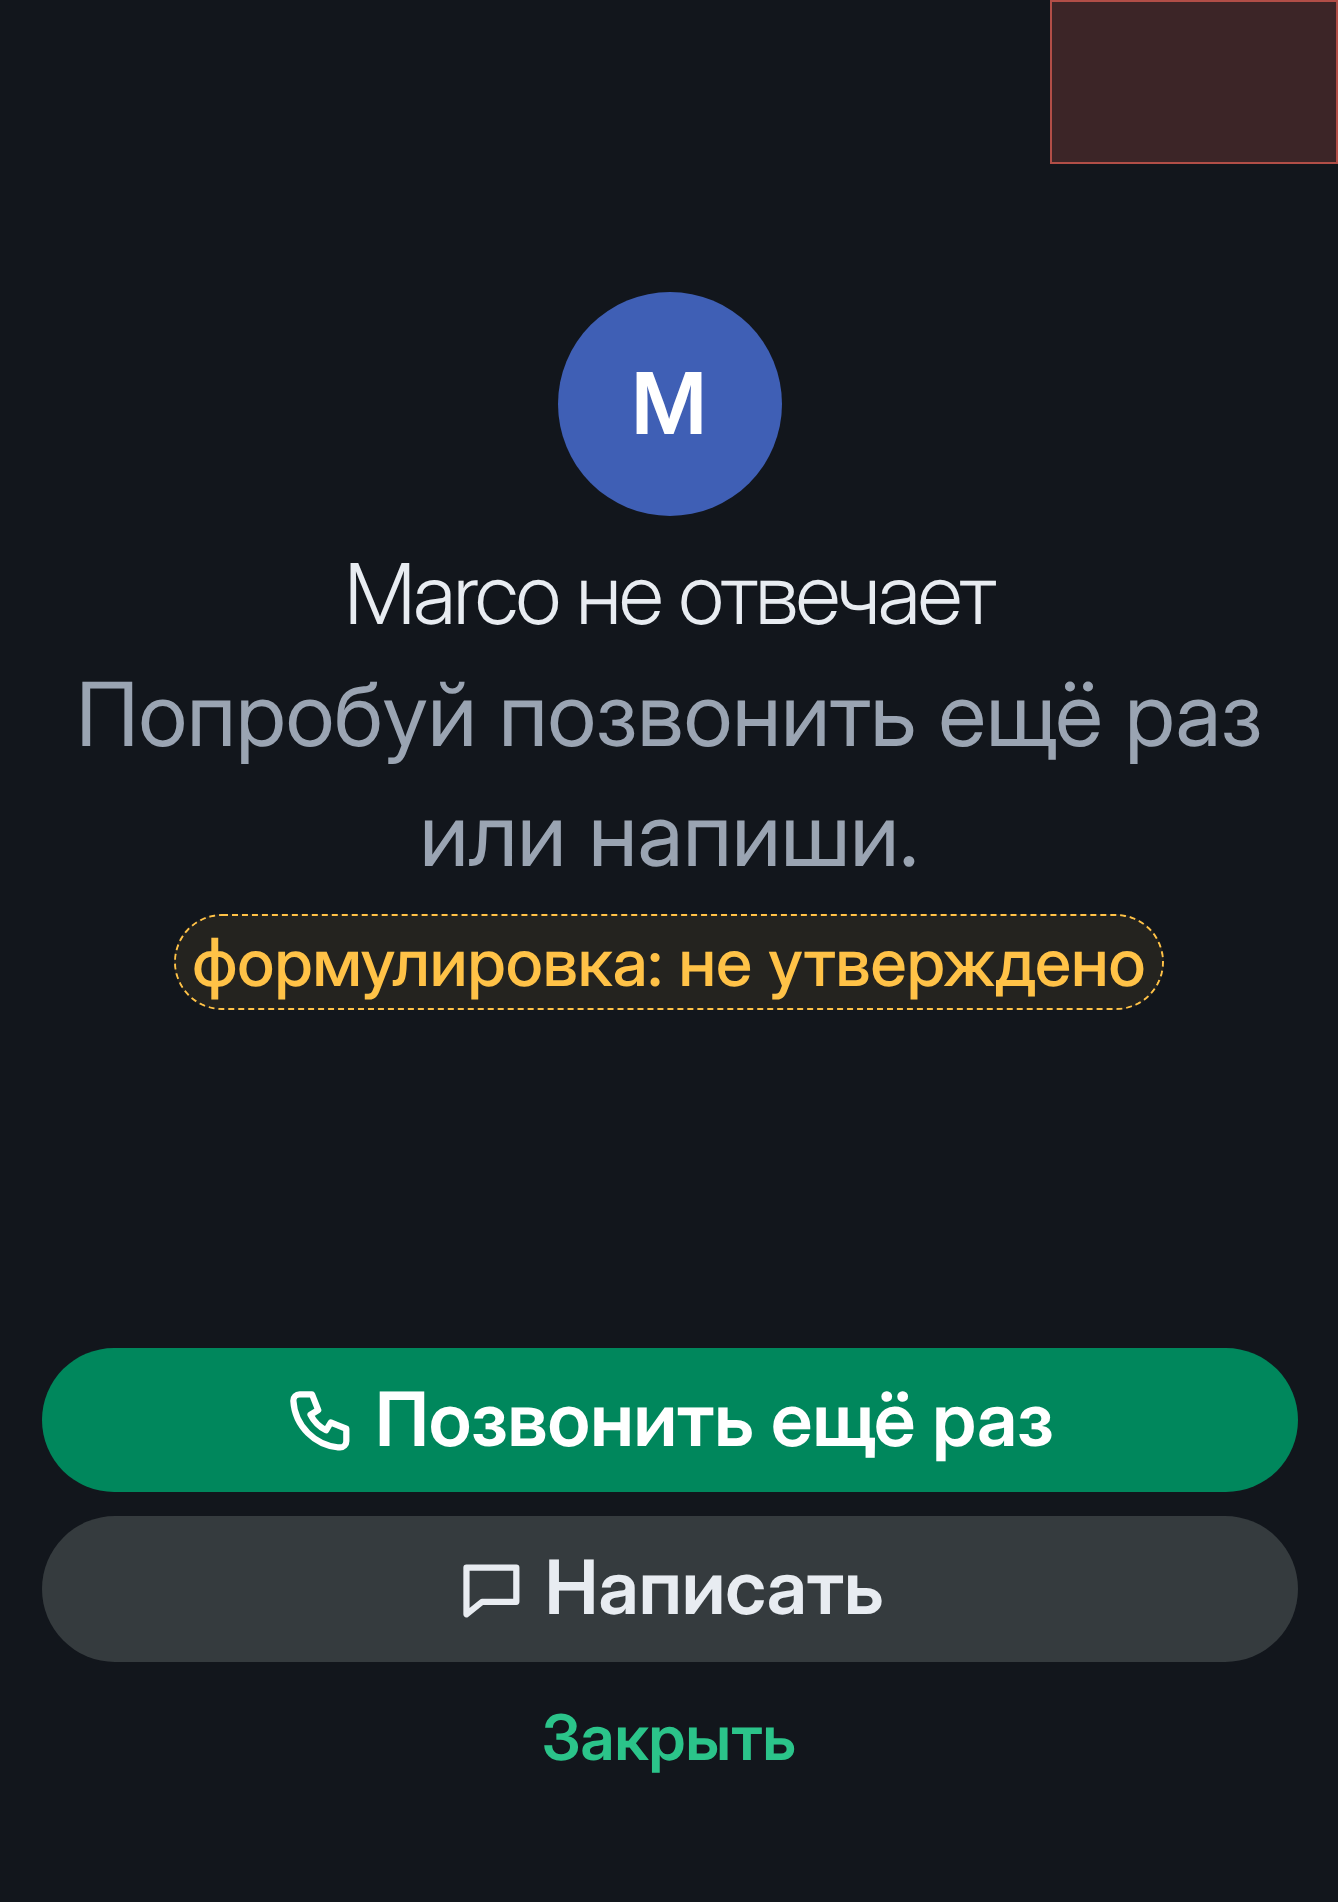 M
Marco не отвечает
Попробуй позвонить ещё раз
или напиши.
формулировка: не утверждено
Позвонить ещё раз
Написать
Закрыть